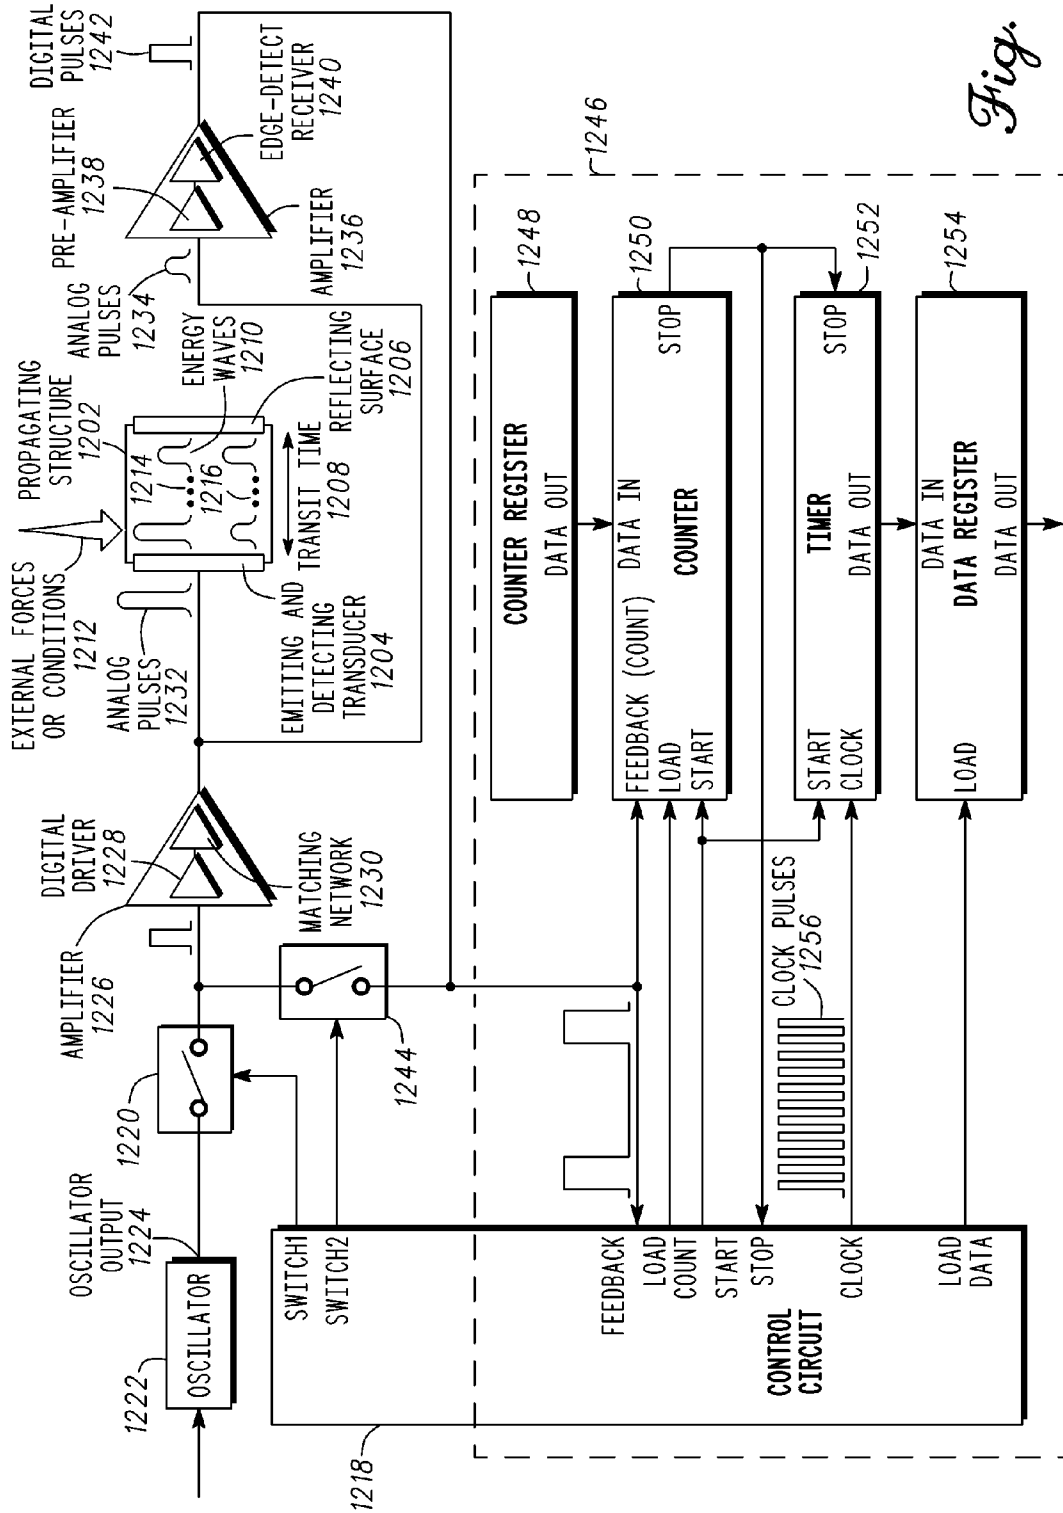 EXTERNAL FORCES
OR CONDITIONS
1212
PROPAGATING
STRUCTURE
1202
1214
1216
ANALOG
PULSES
1234
ENERGY
WAVES
1210
REFLECTING
SURFACE
1206
TRANSIT TIME
1208
PRE-AMPLIFIER
1238
DIGITAL
PULSES
1242
EDGE-DETECT
RECEIVER
1240
AMPLIFIER
1236
ANALOG
PULSES
1232
EMITTING AND
DETECTING
TRANSDUCER
1204
DIGITAL
DRIVER
1228
AMPLIFIER
1226
MATCHING
NETWORK
1230
1220
1244
OSCILLATOR
OUTPUT
1224
1222
OSCILLATOR
SWITCH1
SWITCH2
FEEDBACK
LOAD
COUNT
START
STOP
CLOCK
LOAD
DATA
CONTROL
CIRCUIT
1218
1246
COUNTER REGISTER
DATA OUT
1248
FEEDBACK (COUNT)
LOAD
START
DATA IN
COUNTER
STOP
1250
CLOCK PULSES
1256
START
CLOCK
TIMER
DATA OUT
STOP
1252
LOAD
DATA IN
DATA REGISTER
DATA OUT
1254
Fig.